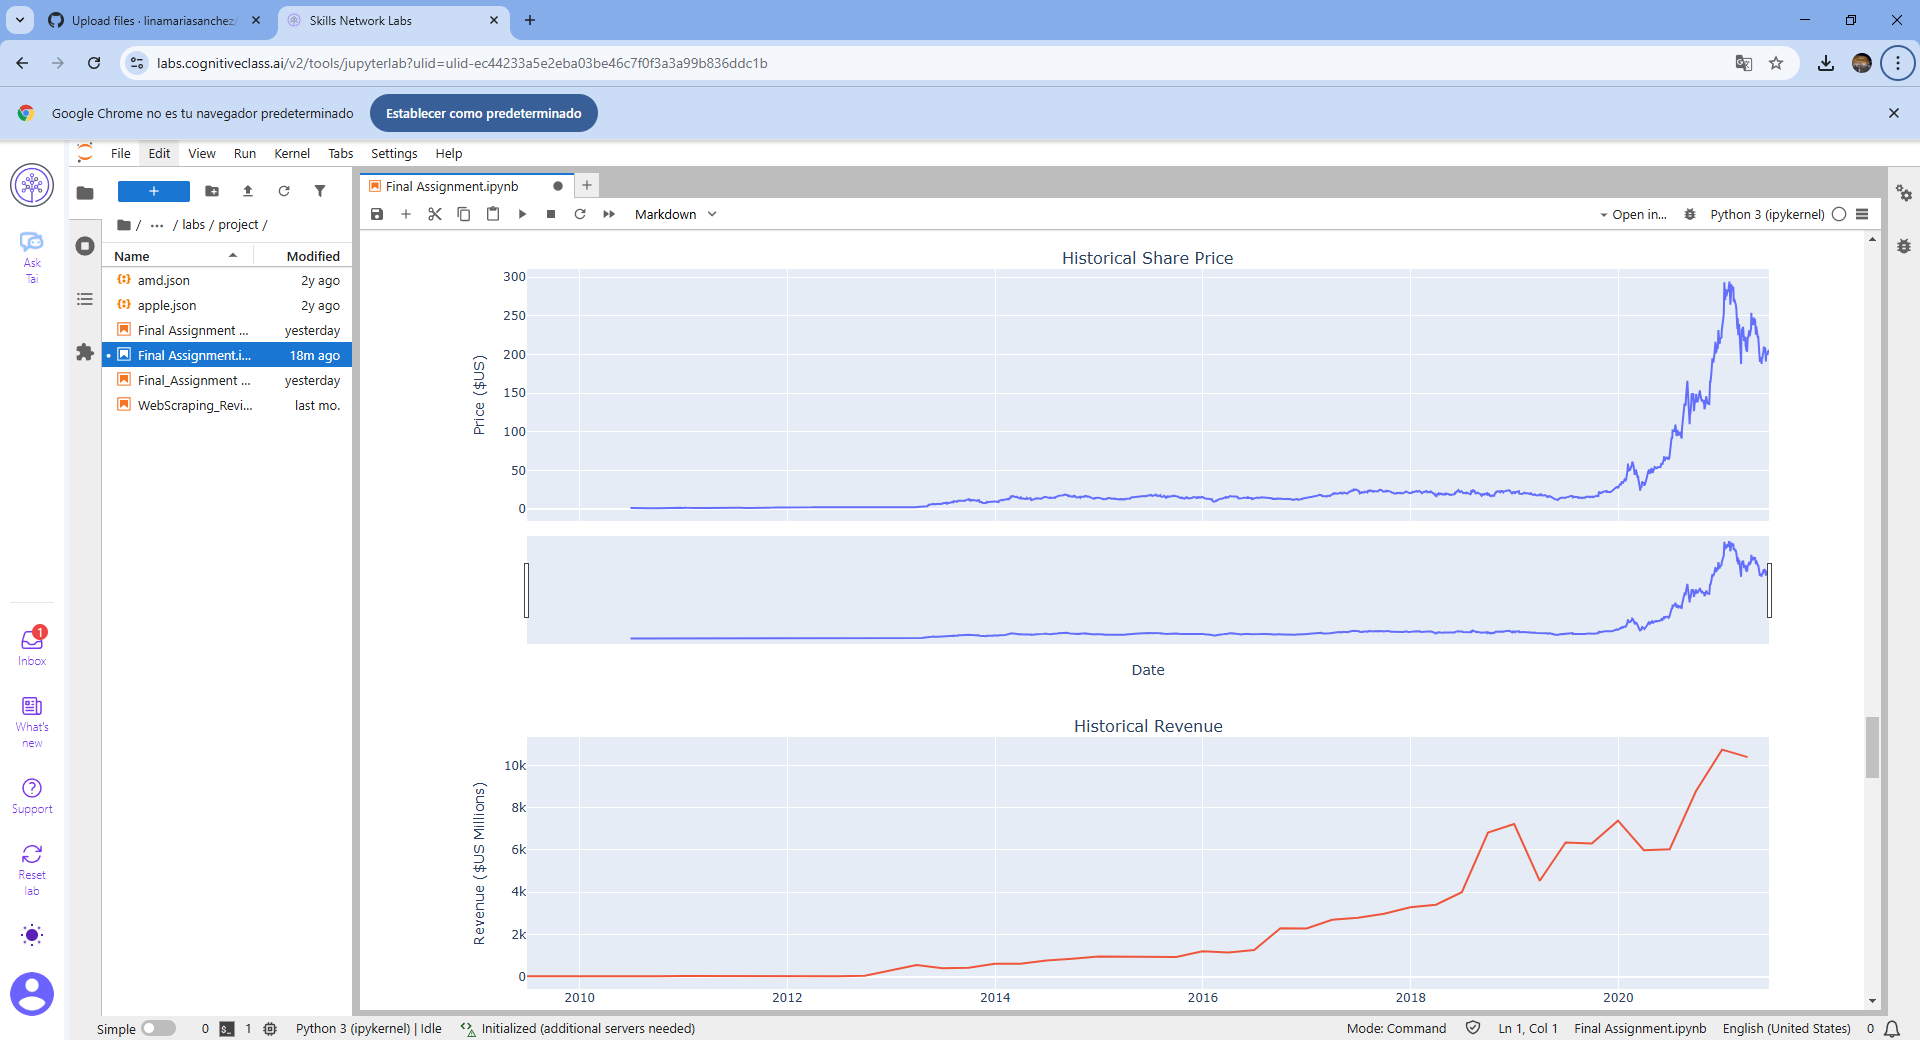 Upload files · linamariasanchez/
Skills Network Labs
labs.cognitiveclass.ai/v2/tools/jupyterlab?ulid=ulid-ec44233a5e2eba03be46c7f0f3a3a99b836ddc1b
Google Chrome no es tu navegador predeterminado
Establecer como predeterminado
File Edit View Run Kernel Tabs Settings Help
Ask
Tai
Inbox
1
What's
new
Support
Reset
lab
/ ··· / labs / project /
Name Modified
amd.json 2y ago
apple.json 2y ago
Final Assignment ... yesterday
Final Assignment.i... 18m ago
Final_Assignment ... yesterday
WebScraping_Revi... last mo.
Final Assignment.ipynb
Markdown
Open in...
Python 3 (ipykernel)
Historical Share Price
300
250
200
150
100
50
0
Price ($US)
Date
Historical Revenue
10k
8k
6k
4k
2k
0
Revenue ($US Millions)
2010 2012 2014 2016 2018 2020
Simple 0 $_ 1 Python 3 (ipykernel) | Idle Initialized (additional servers needed) Mode: Command Ln 1, Col 1 Final Assignment.ipynb English (United States) 0